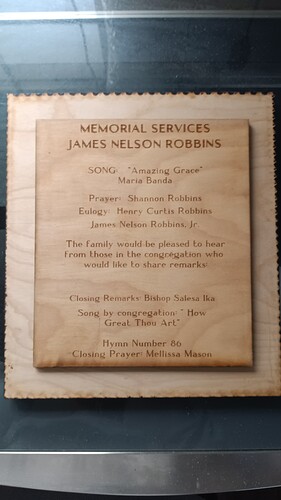 MEMORIAL SERVICES
JAMES NELSON ROBBINS
SONG: "Amazing Grace"
Maria Banda
Prayer: Shannon Robbins
Eulogy: Henry Curtis Robbins
James Nelson Robbins, Jr.
The family would be pleased to hear
from those in the congregation who
would like to share remarks:
Closing Remarks: Bishop Salesa Ika
Song by congregation: " How
Great Thou Art"
Hymn Number 86
Closing Prayer: Mellissa Mason